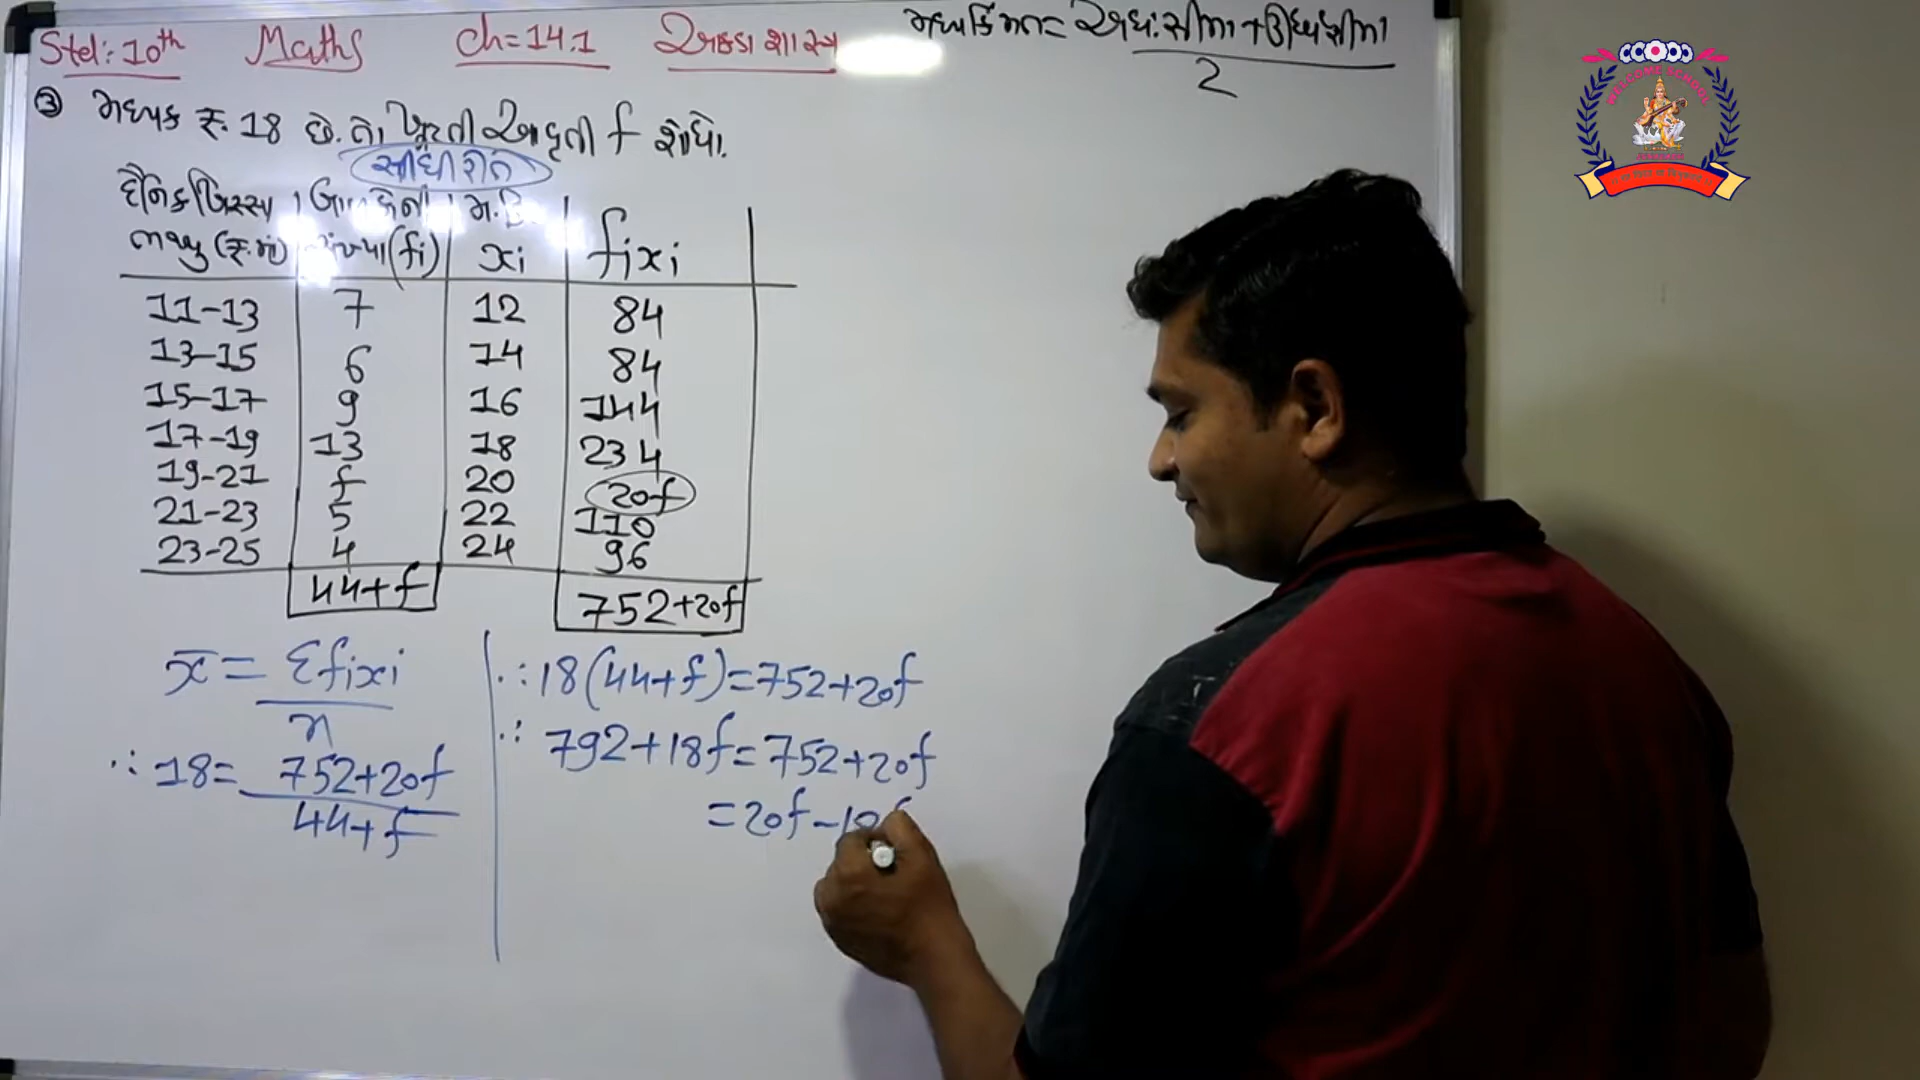 Std:10th Maths ch=14.1 આંકડાશાસ્ત્ર
મધ્યકિંમત= અધઃસીમા+ઊર્ધ્વસીમા
2
③ મધ્યક રૂ. 18 છે. તો ખૂટતી આવૃતી f શોધો.
સીધી રીત
દૈનિક ખિસ્સા
xi fixi
11-13 7 12 84
13-15 6 14 84
15-17 9 16 144
17-19 13 18 234
19-21 f 20 20f
21-23 5 22 110
23-25 4 24 96
44+f 752+20f
x̄ = Σfixi
n
∴ 18= 752+20f
44+f
∴ 18(44+f)=752+20f
∴ 792+18f=752+20f
=20f-18f
WELCOME SCHOOL